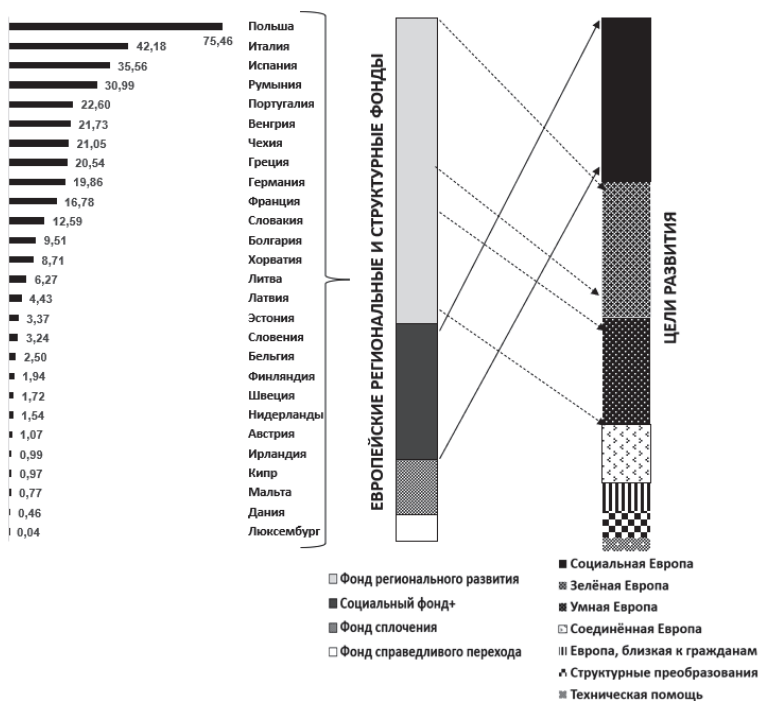 Польша
75,46
42,18 Италия
35,56 Испания
30,99 Румыния
22,60 Португалия
21,73 Венгрия
21,05 Чехия
20,54 Греция
19,86 Германия
16,78 Франция
12,59 Словакия
9,51 Болгария
8,71 Хорватия
6,27 Литва
4,43 Латвия
3,37 Эстония
3,24 Словения
2,50 Бельгия
1,94 Финляндия
1,72 Швеция
1,54 Нидерланды
1,07 Австрия
0,99 Ирландия
0,97 Кипр
0,77 Мальта
0,46 Дания
0,04 Люксембург
ЕВРОПЕЙСКИЕ РЕГИОНАЛЬНЫЕ И СТРУКТУРНЫЕ ФОНДЫ
ЦЕЛИ РАЗВИТИЯ
Фонд регионального развития
Социальный фонд+
Фонд сплочения
Фонд справедливого перехода
Социальная Европа
Зелёная Европа
Умная Европа
Соединённая Европа
Европа, близкая к гражданам
Структурные преобразования
Техническая помощь